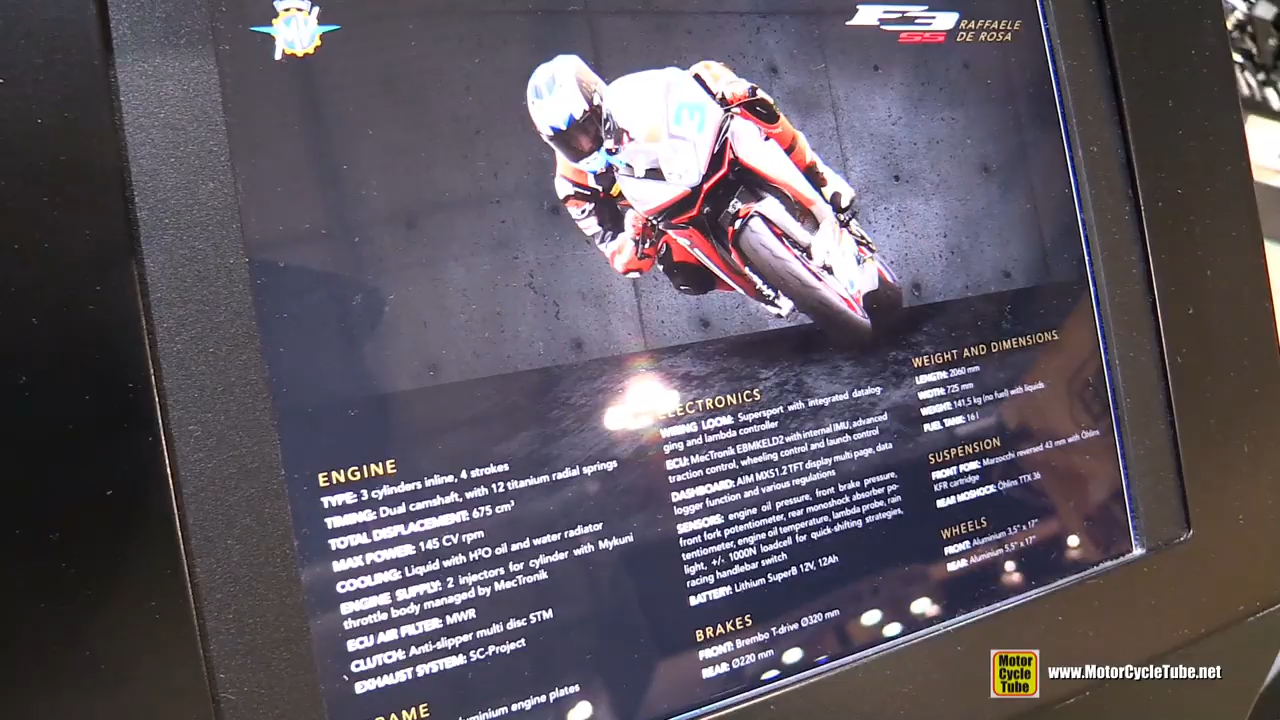 MV
F3
SS
RAFFAELE
DE ROSA
3
ENGINE
TYPE: 3 cylinders inline, 4 strokes
TIMING: Dual camshaft, with 12 titanium radial springs
TOTAL DISPLACEMENT: 675 cm³
MAX POWER: 145 CV rpm
COOLING: Liquid with H²O oil and water radiator
ENGINE SUPPLY: 2 injectors for cylinder with Mykuni
throttle body managed by MecTronik
ECU AIR FILTER: MWR
CLUTCH: Anti-slipper multi disc STM
EXHAUST SYSTEM: SC-Project
ELECTRONICS
WIRING LOOM: Supersport with integrated datalog-
ging and lambda controller
ECU: MecTronik EBMKELD2 with internal IMU, advanced
traction control, wheeling control and launch control
DASHBOARD: AIM MXS1.2 TFT display multi page, data
logger function and various regulations
SENSORS: engine oil pressure, front brake pressure,
front fork potentiometer, rear monoshock absorber po-
tentiometer, engine oil temperature, lambda probe, rain
light, +/- 1000N loadcell for quick-shifting strategies,
racing handlebar switch
BATTERY: Lithium SuperB 12V, 12Ah
BRAKES
FRONT: Brembo T-drive Ø320 mm
REAR: Ø220 mm
WEIGHT AND DIMENSIONS
LENGTH: 2060 mm
WIDTH: 725 mm
WEIGHT: 141,5 kg (no fuel) with liquids
FUEL TANK: 16 l
SUSPENSION
FRONT FORK: Marzocchi reversed 43 mm with Öhlins
KFR cartridge
REAR MOSHOCK: Öhlins TTX 36
WHEELS
FRONT: Aluminium 3,5" x 17"
REAR: Aluminium 5,5" x 17"
engine plates
Motor
Cycle
Tube
www.MotorCycleTube.net